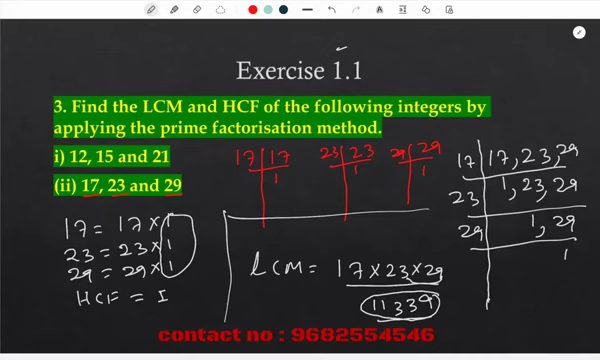 Exercise 1.1
3. Find the LCM and HCF of the following integers by
applying the prime factorisation method.
i) 12, 15 and 21
(ii) 17, 23 and 29
17 | 17
1
23 | 23
1
29 | 29
1
17 | 17, 23, 29
23 | 1, 23, 29
29 | 1, 29
1
17 = 17 × 1
23 = 23 × 1
29 = 29 × 1
HCF = 1
LCM = 17 × 23 × 29
11339
contact no : 9682554546